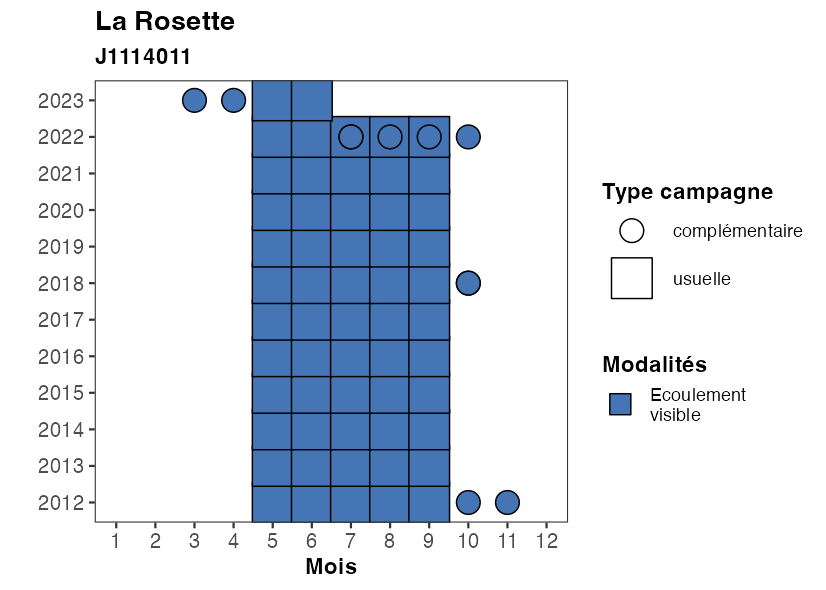 La Rosette
J1114011
2023
2022
2021
2020
2019
2018
2017
2016
2015
2014
2013
2012
1 2 3 4 5 6 7 8 9 10 11 12
Mois
Type campagne
complémentaire
usuelle
Modalités
Ecoulement
visible